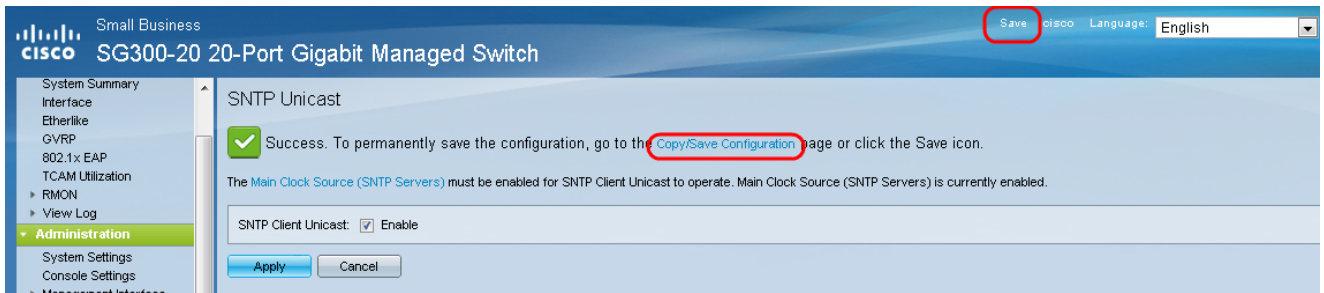 Small Business
Save cisco Language: English
cisco SG300-20 20-Port Gigabit Managed Switch
System Summary
Interface
Etherlike
GVRP
802.1x EAP
TCAM Utilization
RMON
View Log
Administration
System Settings
Console Settings
Management Interface
SNTP Unicast
Success. To permanently save the configuration, go to the Copy/Save Configuration page or click the Save icon.
The Main Clock Source (SNTP Servers) must be enabled for SNTP Client Unicast to operate. Main Clock Source (SNTP Servers) is currently enabled.
SNTP Client Unicast: Enable
Apply Cancel